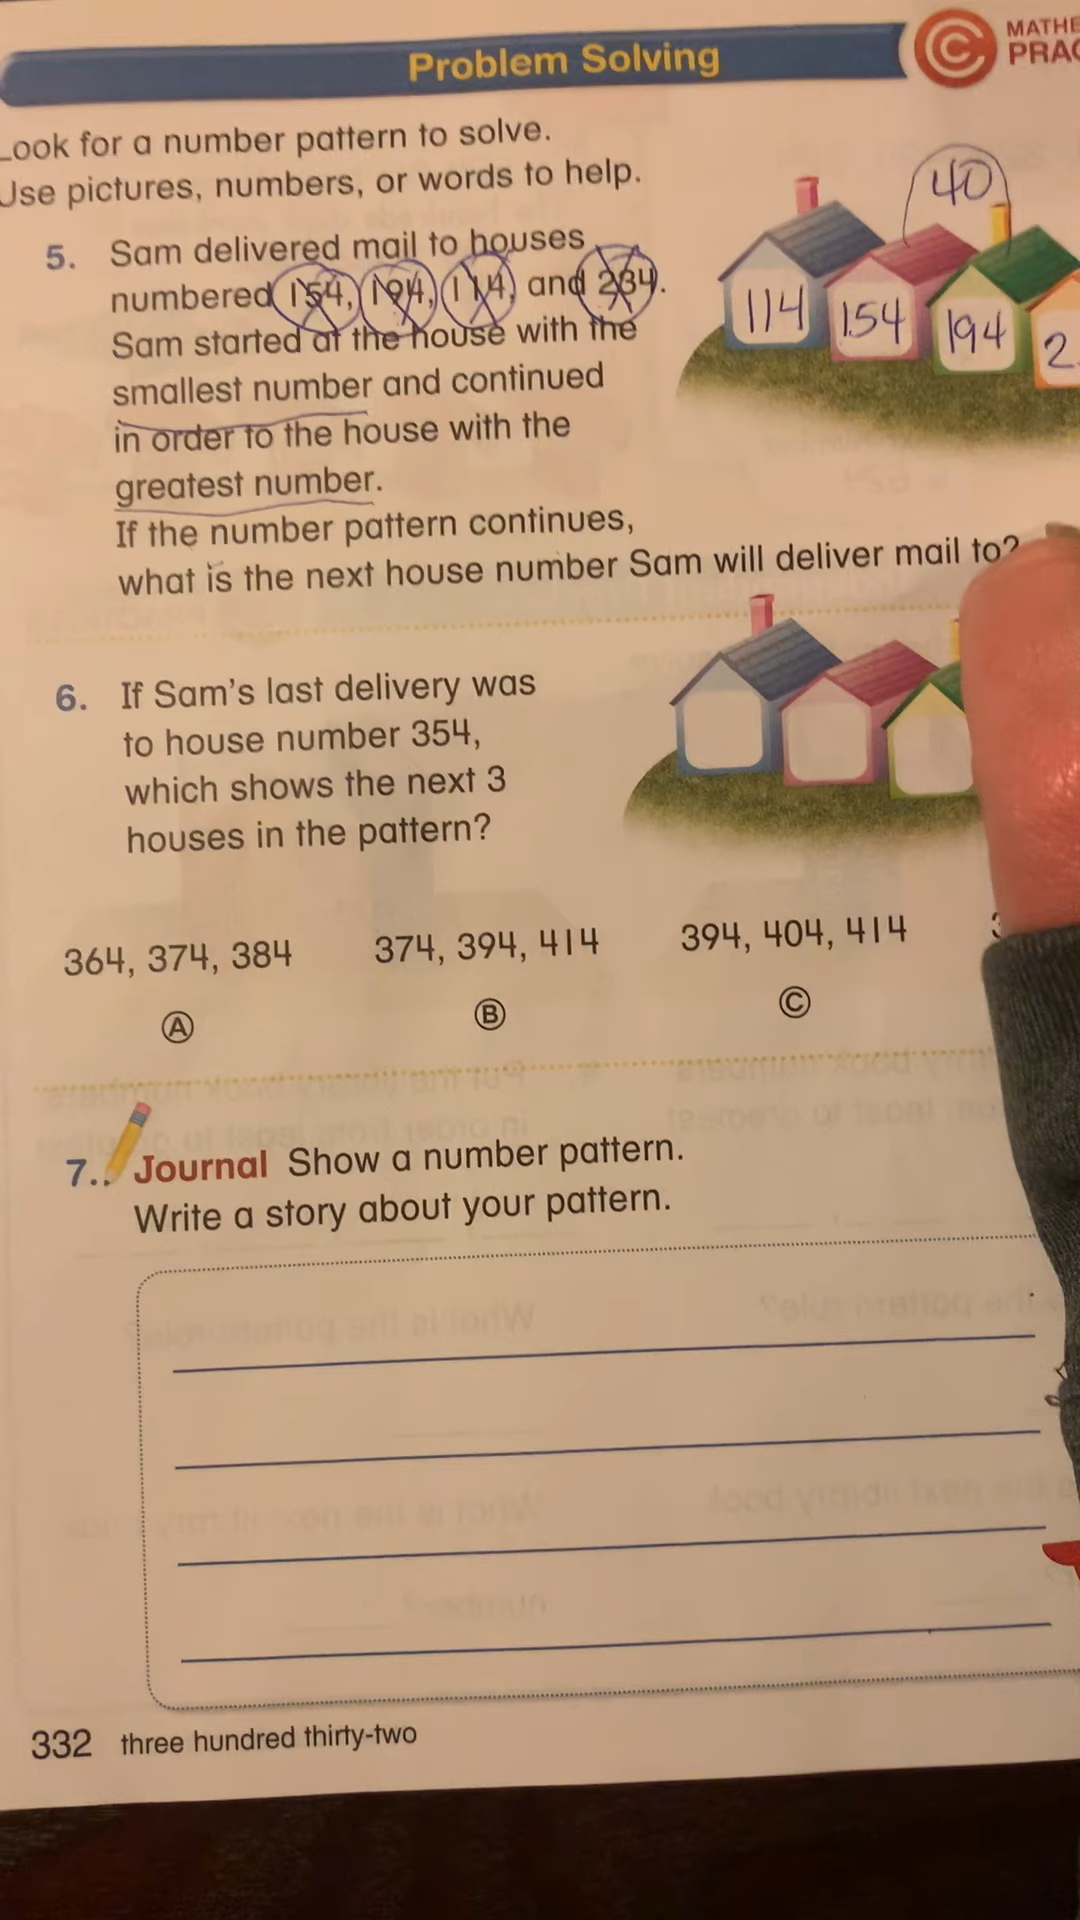 Problem Solving
MATHE
PRAC
Look for a number pattern to solve.
Use pictures, numbers, or words to help.
40
5. Sam delivered mail to houses
numbered 154, 194, 114, and 234.
Sam started at the house with the
smallest number and continued
in order to the house with the
greatest number.
If the number pattern continues,
what is the next house number Sam will deliver mail to?
114 154 194 2
6. If Sam's last delivery was
to house number 354,
which shows the next 3
houses in the pattern?
364, 374, 384 374, 394, 414 394, 404, 414
A B C
7. Journal Show a number pattern.
Write a story about your pattern.
332 three hundred thirty-two